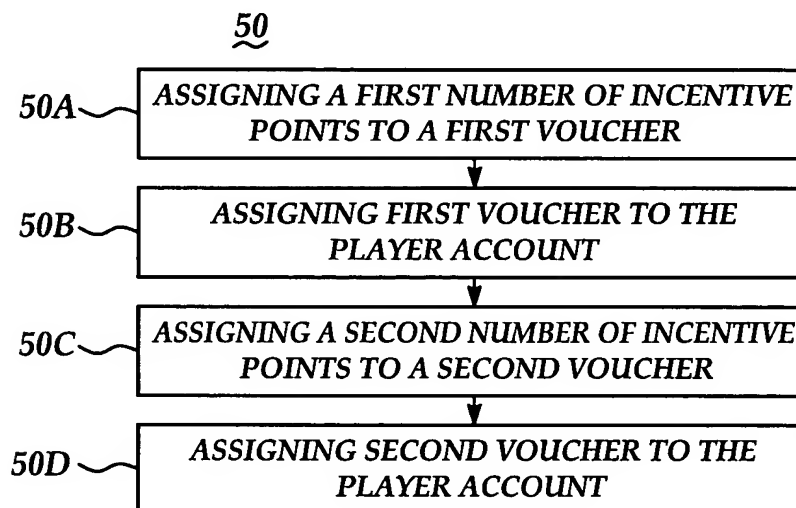 50
50A
ASSIGNING A FIRST NUMBER OF INCENTIVE
POINTS TO A FIRST VOUCHER
50B
ASSIGNING FIRST VOUCHER TO THE
PLAYER ACCOUNT
50C
ASSIGNING A SECOND NUMBER OF INCENTIVE
POINTS TO A SECOND VOUCHER
50D
ASSIGNING SECOND VOUCHER TO THE
PLAYER ACCOUNT